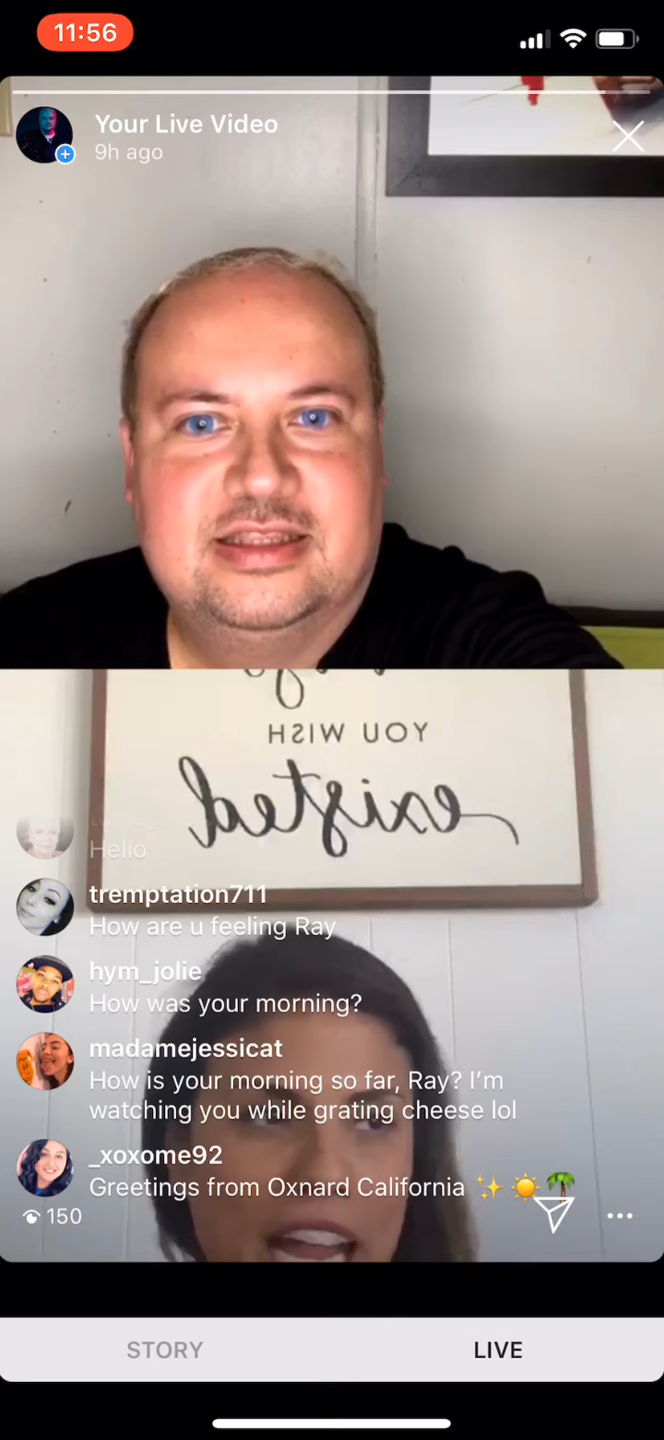 11:56
Your Live Video
9h ago
YOU WISH
existed
Hello
tremptation711
How are u feeling Ray
hym_jolie
How was your morning?
madamejessicat
How is your morning so far, Ray? I’m
watching you while grating cheese lol
_xoxome92
Greetings from Oxnard California ✨☀️🌴
150
STORY
LIVE